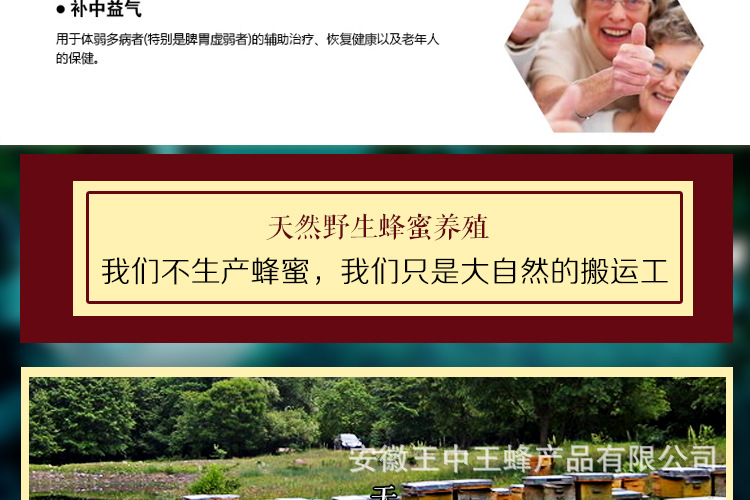 ● 补中益气
用于体弱多病者(特别是脾胃虚弱者)的辅助治疗、恢复健康以及老年人
的保健。
天然野生蜂蜜养殖
我们不生产蜂蜜，我们只是大自然的搬运工
安徽王中王蜂产品有限公司